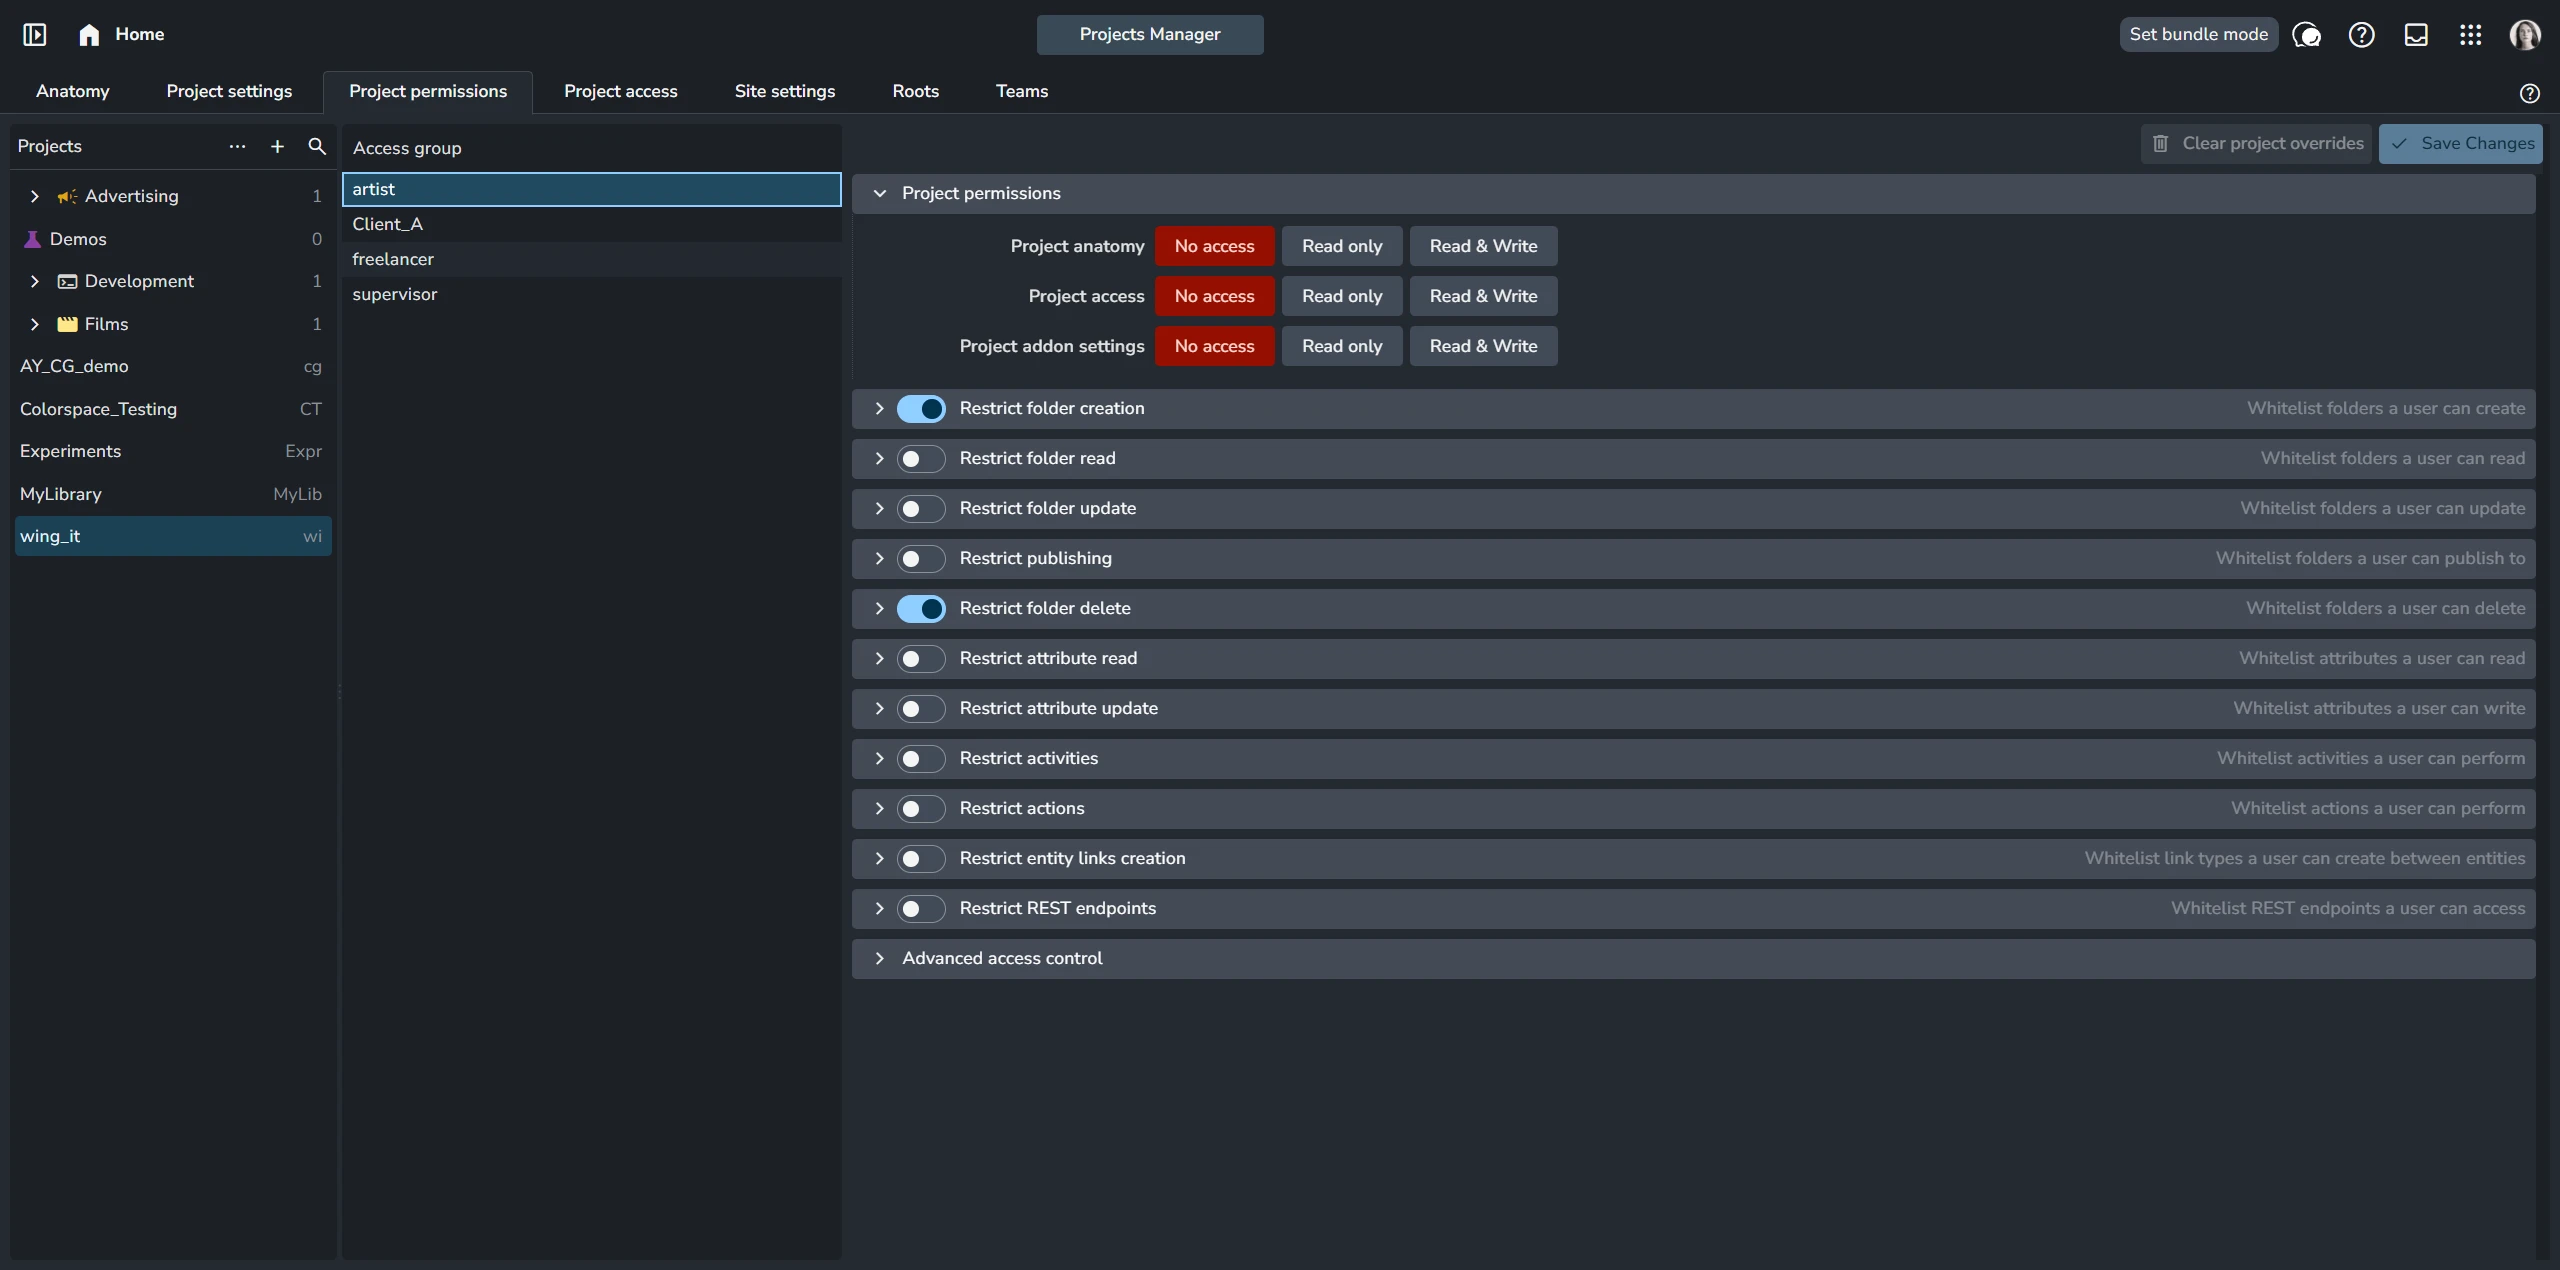 Home
Projects Manager
Set bundle mode
Anatomy
Project settings
Project permissions
Project access
Site settings
Roots
Teams
Projects
Advertising 1
Demos 0
Development 1
Films 1
AY_CG_demo cg
Colorspace_Testing CT
Experiments Expr
MyLibrary MyLib
wing_it wi
Access group
artist
Client_A
freelancer
supervisor
Clear project overrides
Save Changes
Project permissions
Project anatomy No access Read only Read & Write
Project access No access Read only Read & Write
Project addon settings No access Read only Read & Write
Restrict folder creation Whitelist folders a user can create
Restrict folder read Whitelist folders a user can read
Restrict folder update Whitelist folders a user can update
Restrict publishing Whitelist folders a user can publish to
Restrict folder delete Whitelist folders a user can delete
Restrict attribute read Whitelist attributes a user can read
Restrict attribute update Whitelist attributes a user can write
Restrict activities Whitelist activities a user can perform
Restrict actions Whitelist actions a user can perform
Restrict entity links creation Whitelist link types a user can create between entities
Restrict REST endpoints Whitelist REST endpoints a user can access
Advanced access control